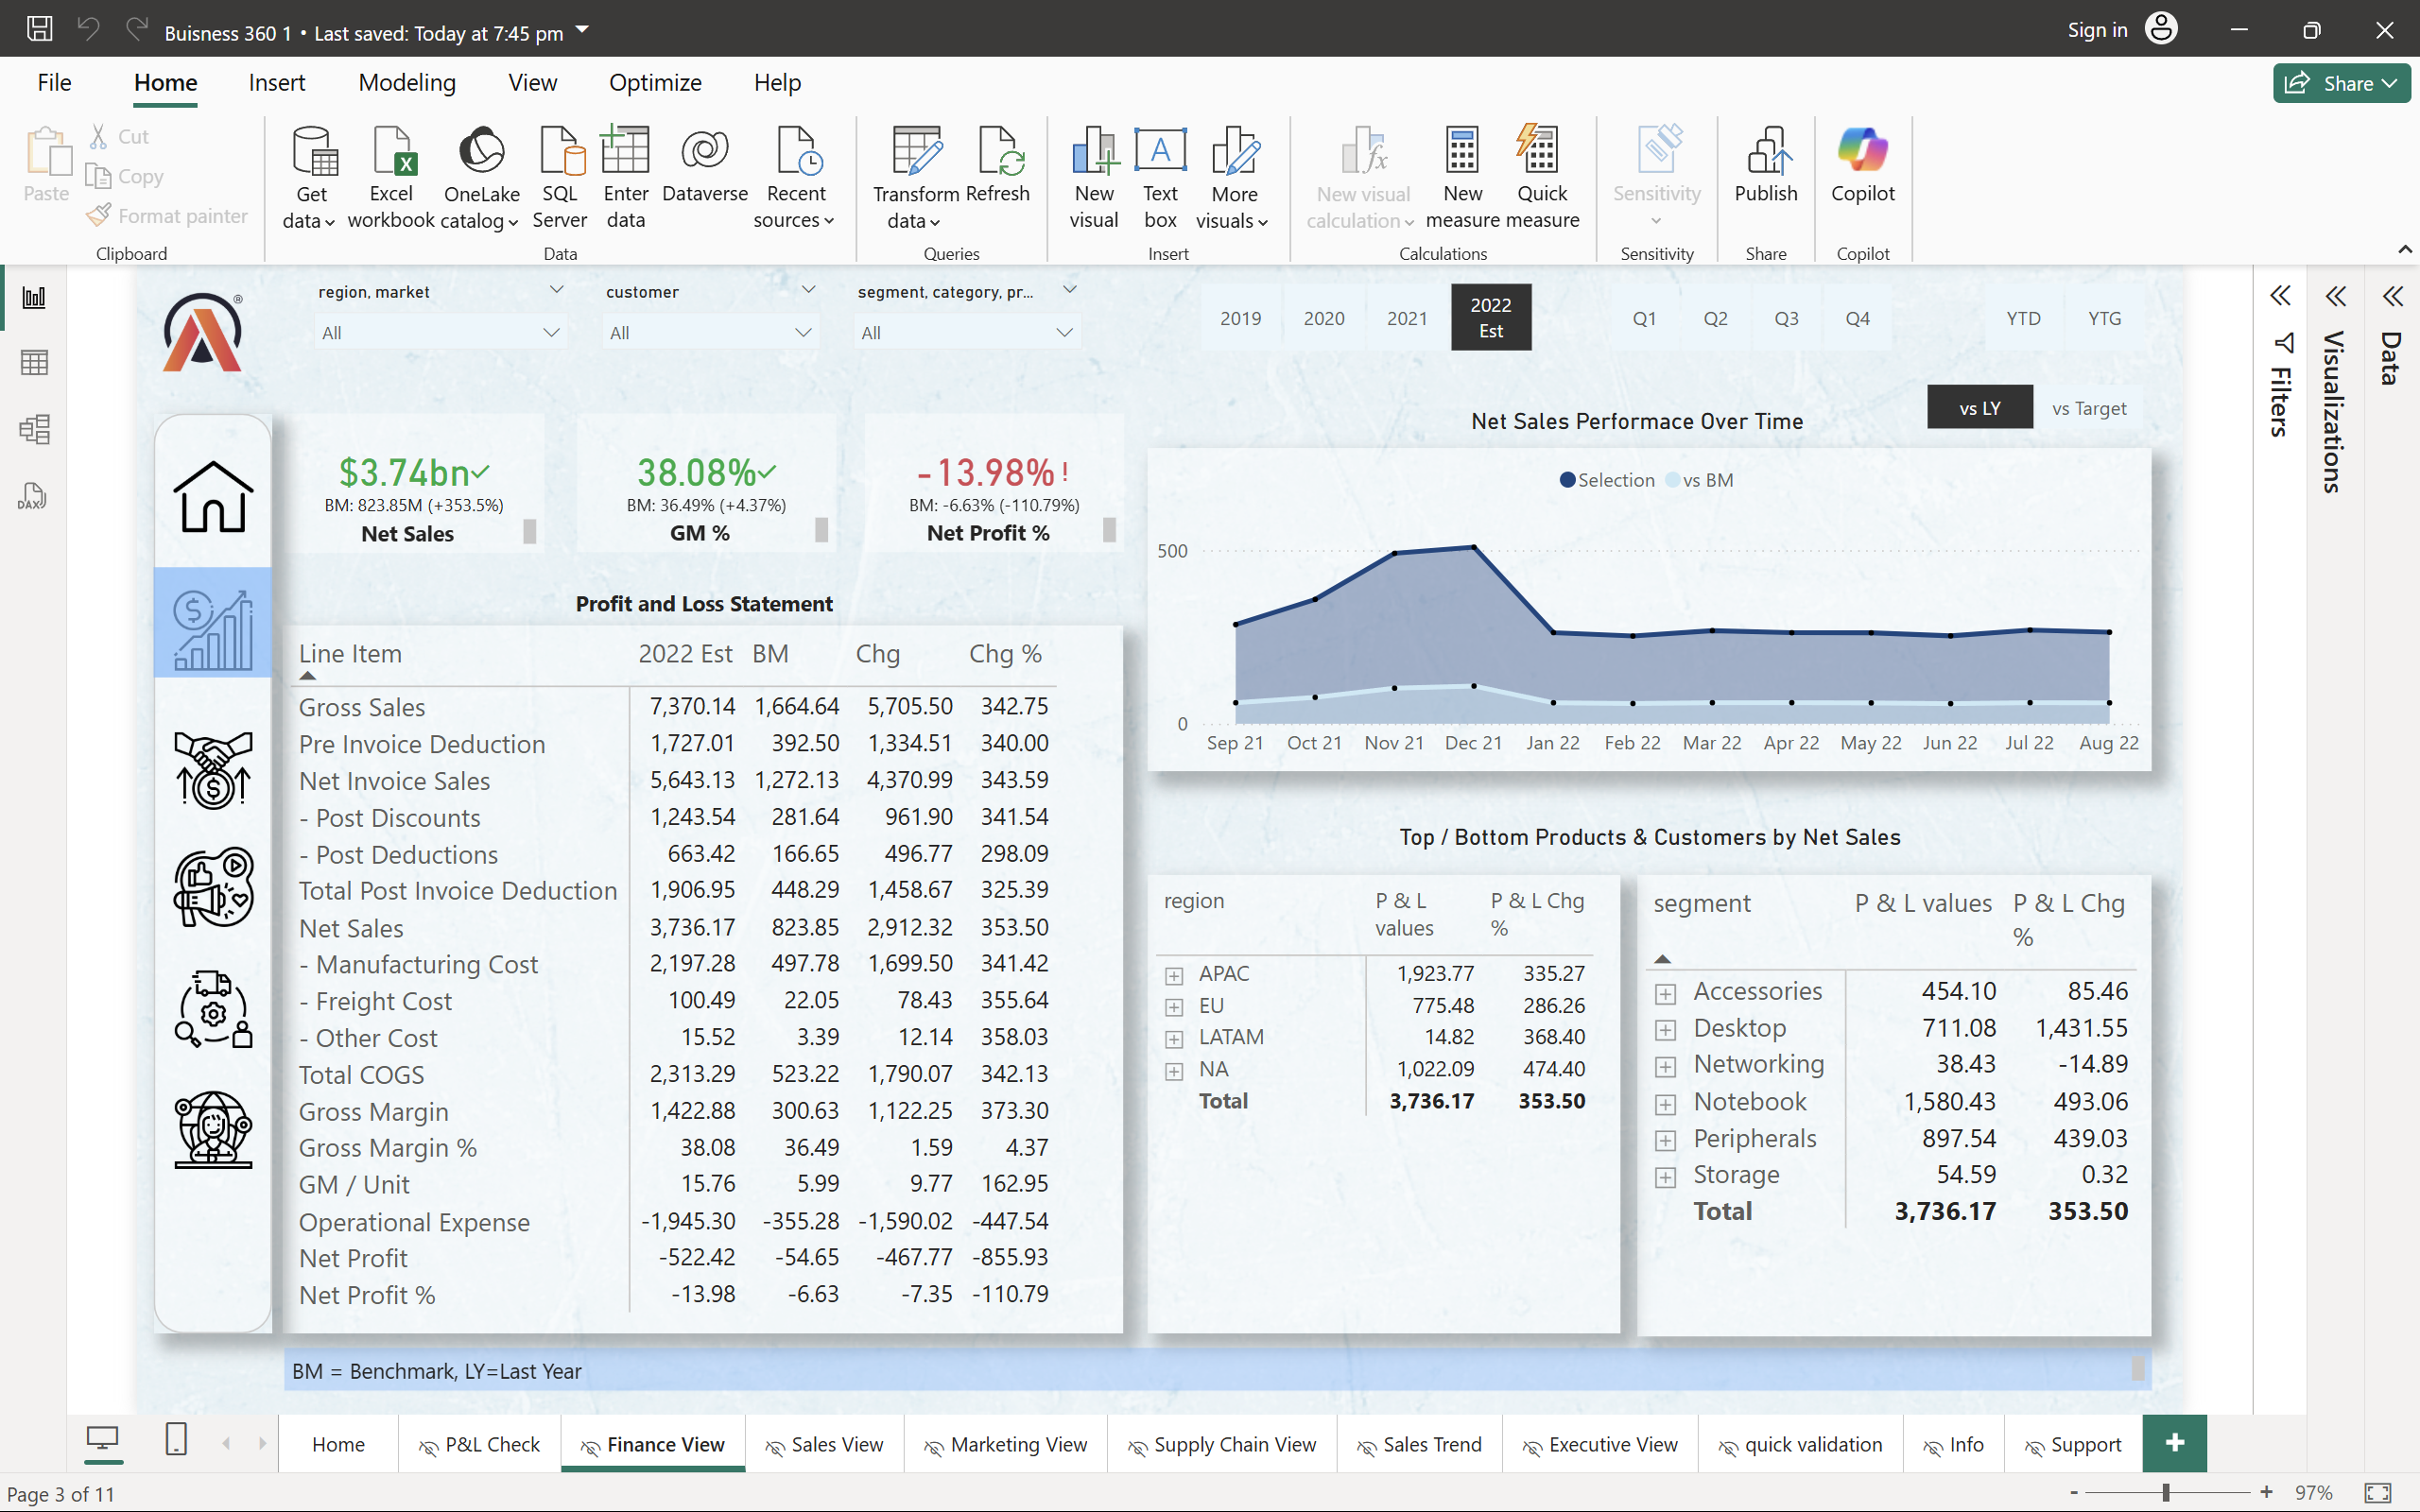 Buisness 360 1 • Last saved: Today at 7:45 pm
Sign in
File Home Insert Modeling View Optimize Help
Share
Paste
Cut
Copy
Format painter
Clipboard
Get data
Excel workbook
OneLake catalog
SQL Server
Enter data
Dataverse
Recent sources
Data
Transform data
Refresh
Queries
New visual
Text box
More visuals
Insert
New visual calculation
New measure
Quick measure
Calculations
Sensitivity
Sensitivity
Publish
Share
Copilot
Copilot
region, market
All
customer
All
segment, category, pr...
All
2019 2020 2021 2022 Est
Q1 Q2 Q3 Q4
YTD YTG
vs LY vs Target
Filters
Visualizations
Data
DAX
®
$3.74bn✓
BM: 823.85M (+353.5%)
Net Sales
38.08%✓
BM: 36.49% (+4.37%)
GM %
-13.98%!
BM: -6.63% (-110.79%)
Net Profit %
Profit and Loss Statement
Line Item 2022 Est BM Chg Chg %
Gross Sales 7,370.14 1,664.64 5,705.50 342.75
Pre Invoice Deduction 1,727.01 392.50 1,334.51 340.00
Net Invoice Sales 5,643.13 1,272.13 4,370.99 343.59
- Post Discounts 1,243.54 281.64 961.90 341.54
- Post Deductions 663.42 166.65 496.77 298.09
Total Post Invoice Deduction 1,906.95 448.29 1,458.67 325.39
Net Sales 3,736.17 823.85 2,912.32 353.50
- Manufacturing Cost 2,197.28 497.78 1,699.50 341.42
- Freight Cost 100.49 22.05 78.43 355.64
- Other Cost 15.52 3.39 12.14 358.03
Total COGS 2,313.29 523.22 1,790.07 342.13
Gross Margin 1,422.88 300.63 1,122.25 373.30
Gross Margin % 38.08 36.49 1.59 4.37
GM / Unit 15.76 5.99 9.77 162.95
Operational Expense -1,945.30 -355.28 -1,590.02 -447.54
Net Profit -522.42 -54.65 -467.77 -855.93
Net Profit % -13.98 -6.63 -7.35 -110.79
Net Sales Performace Over Time
Selection vs BM
500
0
Sep 21 Oct 21 Nov 21 Dec 21 Jan 22 Feb 22 Mar 22 Apr 22 May 22 Jun 22 Jul 22 Aug 22
Top / Bottom Products & Customers by Net Sales
region P & L values P & L Chg %
APAC 1,923.77 335.27
EU 775.48 286.26
LATAM 14.82 368.40
NA 1,022.09 474.40
Total 3,736.17 353.50
segment P & L values P & L Chg %
Accessories 454.10 85.46
Desktop 711.08 1,431.55
Networking 38.43 -14.89
Notebook 1,580.43 493.06
Peripherals 897.54 439.03
Storage 54.59 0.32
Total 3,736.17 353.50
BM = Benchmark, LY=Last Year
Home P&L Check Finance View Sales View Marketing View Supply Chain View Sales Trend Executive View quick validation Info Support
+
Page 3 of 11
- + 97%